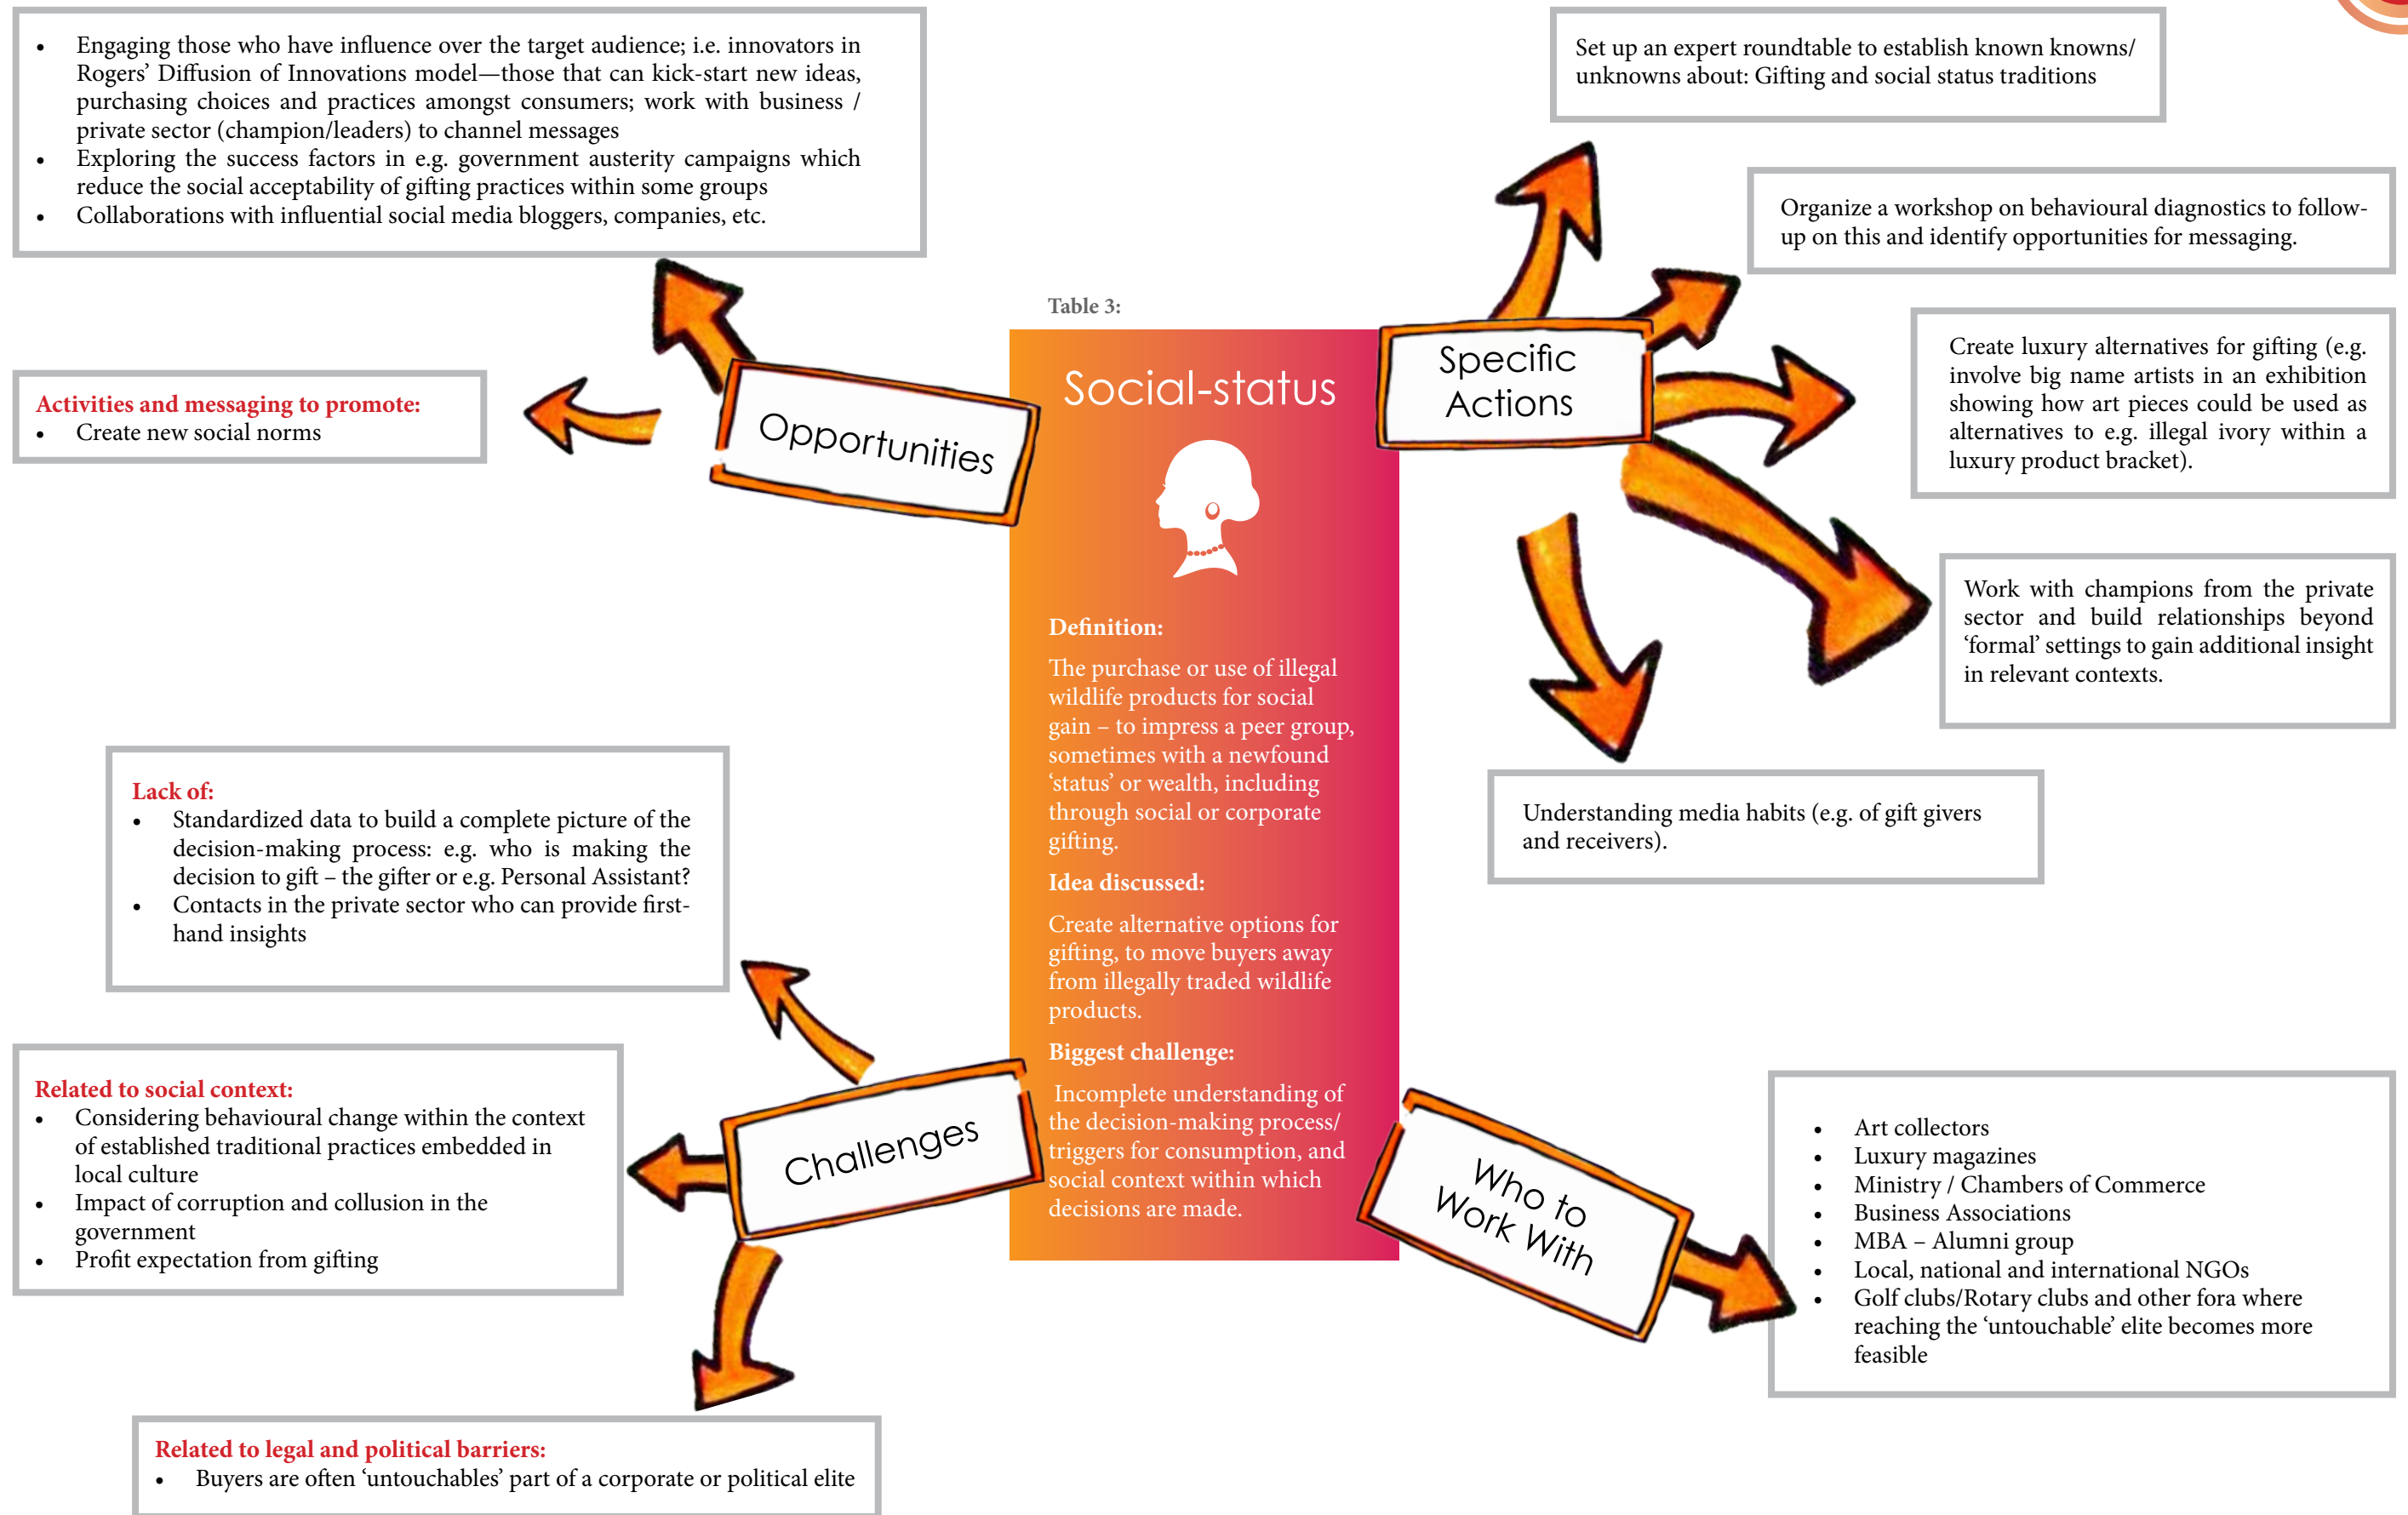 • Engaging those who have influence over the target audience; i.e. innovators in
Rogers’ Diffusion of Innovations model—those that can kick-start new ideas,
purchasing choices and practices amongst consumers; work with business /
private sector (champion/leaders) to channel messages
• Exploring the success factors in e.g. government austerity campaigns which
reduce the social acceptability of gifting practices within some groups
• Collaborations with influential social media bloggers, companies, etc.
Activities and messaging to promote:
• Create new social norms
Opportunities
Table 3:
Social-status
Definition:
The purchase or use of illegal
wildlife products for social
gain – to impress a peer group,
sometimes with a newfound
‘status’ or wealth, including
through social or corporate
gifting.
Idea discussed:
Create alternative options for
gifting, to move buyers away
from illegally traded wildlife
products.
Biggest challenge:
Incomplete understanding of
the decision-making process/
triggers for consumption, and
social context within which
decisions are made.
Specific
Actions
Set up an expert roundtable to establish known knowns/
unknowns about: Gifting and social status traditions
Organize a workshop on behavioural diagnostics to follow-
up on this and identify opportunities for messaging.
Create luxury alternatives for gifting (e.g.
involve big name artists in an exhibition
showing how art pieces could be used as
alternatives to e.g. illegal ivory within a
luxury product bracket).
Work with champions from the private
sector and build relationships beyond
‘formal’ settings to gain additional insight
in relevant contexts.
Understanding media habits (e.g. of gift givers
and receivers).
Lack of:
• Standardized data to build a complete picture of the
decision-making process: e.g. who is making the
decision to gift – the gifter or e.g. Personal Assistant?
• Contacts in the private sector who can provide first-
hand insights
Related to social context:
• Considering behavioural change within the context
of established traditional practices embedded in
local culture
• Impact of corruption and collusion in the
government
• Profit expectation from gifting
Challenges
Related to legal and political barriers:
• Buyers are often ‘untouchables’ part of a corporate or political elite
Who to
Work With
• Art collectors
• Luxury magazines
• Ministry / Chambers of Commerce
• Business Associations
• MBA – Alumni group
• Local, national and international NGOs
• Golf clubs/Rotary clubs and other fora where
reaching the ‘untouchable’ elite becomes more
feasible